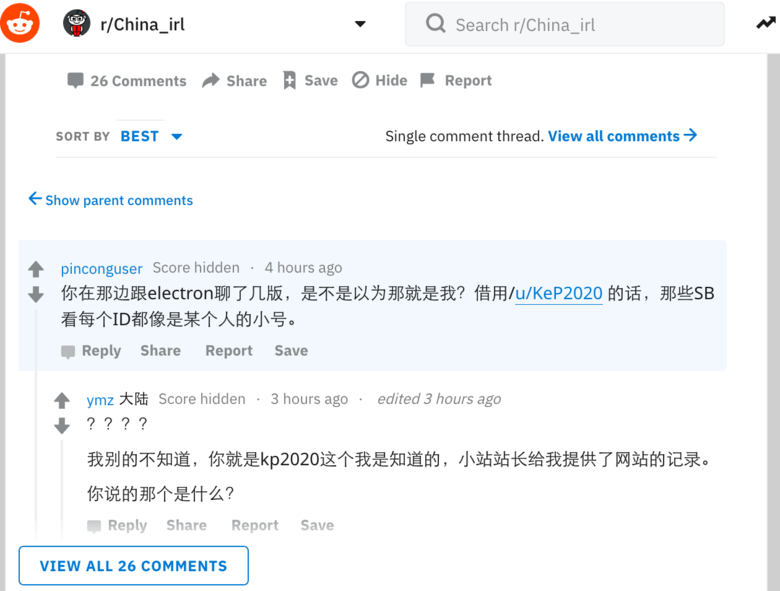 r/China_irl
Search r/China_irl
26 Comments Share Save Hide Report
SORT BY BEST
Single comment thread. View all comments
Show parent comments
pinconguser Score hidden · 4 hours ago
你在那边跟electron聊了几版，是不是以为那就是我？借用/u/KeP2020 的话，那些SB
看每个ID都像是某个人的小号。
Reply Share Report Save
ymz 大陆 Score hidden · 3 hours ago · edited 3 hours ago
？？？？
我别的不知道，你就是kp2020这个我是知道的，小站站长给我提供了网站的记录。
你说的那个是什么？
Reply Share Report Save
VIEW ALL 26 COMMENTS